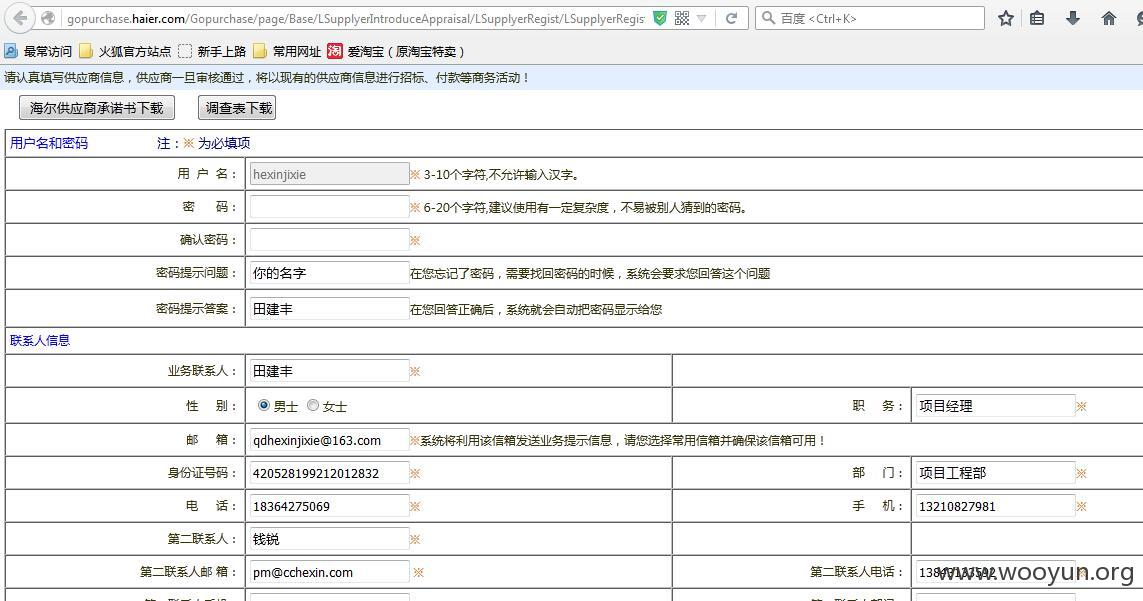 gopurchase.haier.com/Gopurchase/page/Base/LSupplyerIntroduceAppraisal/LSupplyerRegist/LSupplyerRegis
百度 <Ctrl+K>
最常访问 火狐官方站点 新手上路 常用网址 淘 爱淘宝（原淘宝特卖）
请认真填写供应商信息，供应商一旦审核通过，将以现有的供应商信息进行招标、付款等商务活动！
海尔供应商承诺书下载 调查表下载
用户名和密码 注：※ 为必填项
用 户 名： hexinjixie ※ 3-10个字符,不允许输入汉字。
密 码： ※ 6-20个字符,建议使用有一定复杂度，不易被别人猜到的密码。
确认密码： ※
密码提示问题： 你的名字 在您忘记了密码，需要找回密码的时候，系统会要求您回答这个问题
密码提示答案： 田建丰 在您回答正确后，系统就会自动把密码显示给您
联系人信息
业务联系人： 田建丰 ※
性 别： 男士 女士 职 务： 项目经理 ※
邮 箱： qdhexinjixie@163.com ※系统将利用该信箱发送业务提示信息，请您选择常用信箱并确保该信箱可用！
身份证号码： 420528199212012832 ※ 部 门： 项目工程部 ※
电 话： 18364275069 ※ 手 机： 13210827981 ※
第二联系人： 钱锐 ※
第二联系人邮 箱： pm@cchexin.com ※ 第二联系人电话：
www.wooyun.org